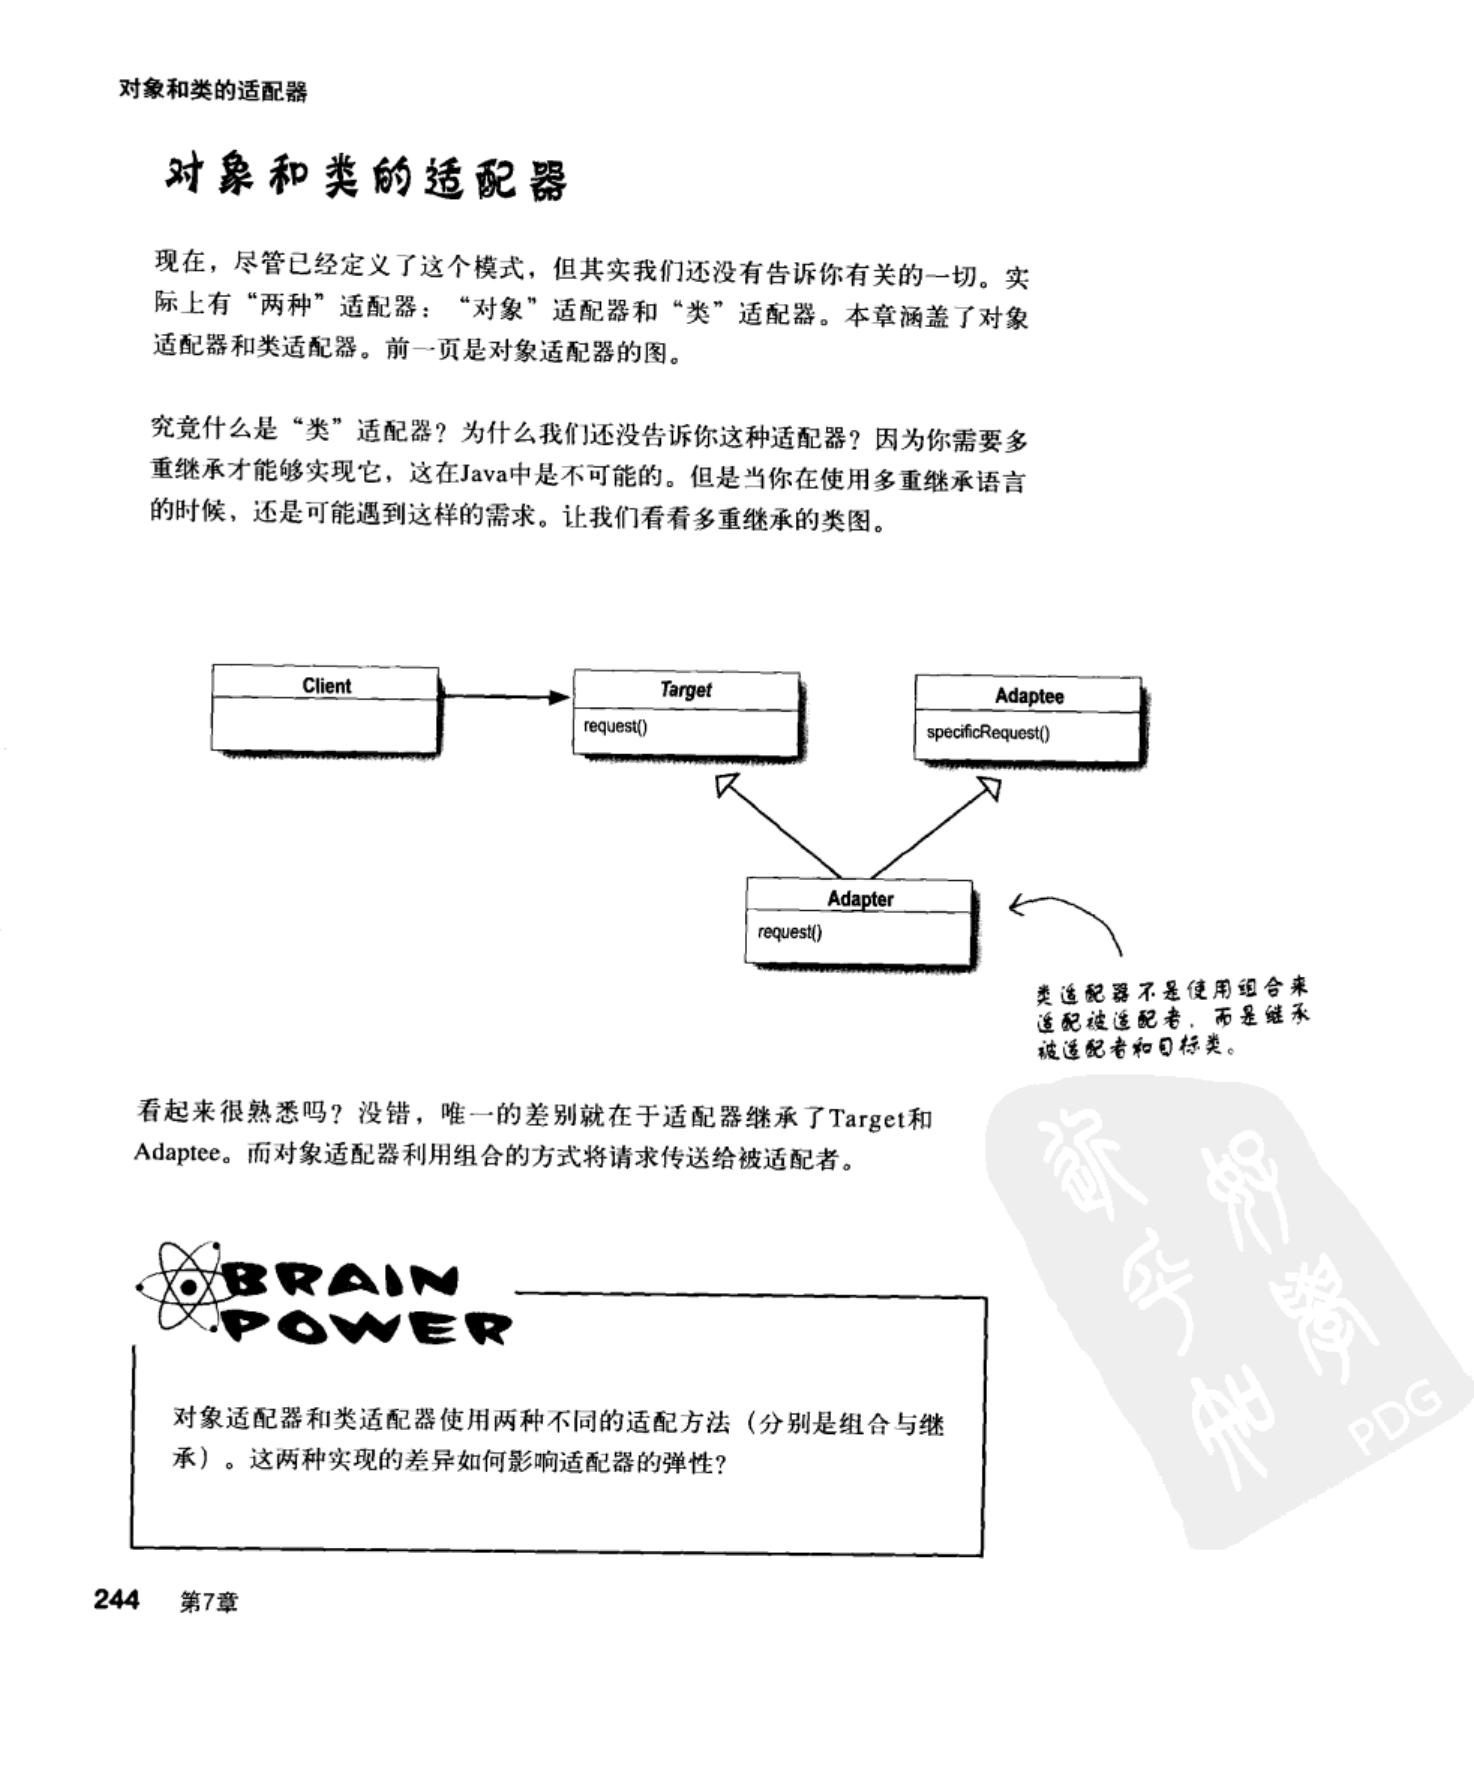 对象和类的适配器
对象和类的适配器
现在，尽管已经定义了这个模式，但其实我们还没有告诉你有关的一切。实
际上有“两种”适配器：“对象”适配器和“类”适配器。本章涵盖了对象
适配器和类适配器。前一页是对象适配器的图。
究竟什么是“类”适配器？为什么我们还没告诉你这种适配器？因为你需要多
重继承才能够实现它，这在Java中是不可能的。但是当你在使用多重继承语言
的时候，还是可能遇到这样的需求。让我们看看多重继承的类图。
Client
Target
request()
Adaptee
specificRequest()
Adapter
request()
类适配器不是使用组合来
适配被适配者，而是继承
被适配者和目标类。
看起来很熟悉吗？没错，唯一的差别就在于适配器继承了Target和
Adaptee。而对象适配器利用组合的方式将请求传送给被适配者。
BRAIN
POWER
对象适配器和类适配器使用两种不同的适配方法（分别是组合与继
承）。这两种实现的差异如何影响适配器的弹性？
PDG
244 第7章